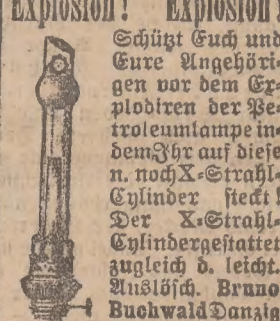 Explosion! Explosion!
Schützt Euch und
Eure Angehöri-
gen vor dem Ex-
plodiren der Pe-
troleumlampe in-
dem Ihr auf diese
n. noch X-Strahl-
Cylinder steckt!
Der X-Strahl-
Cylinder gestattet
zugleich d. leicht.
Auslösch. Bruno
Buchwald Danzig